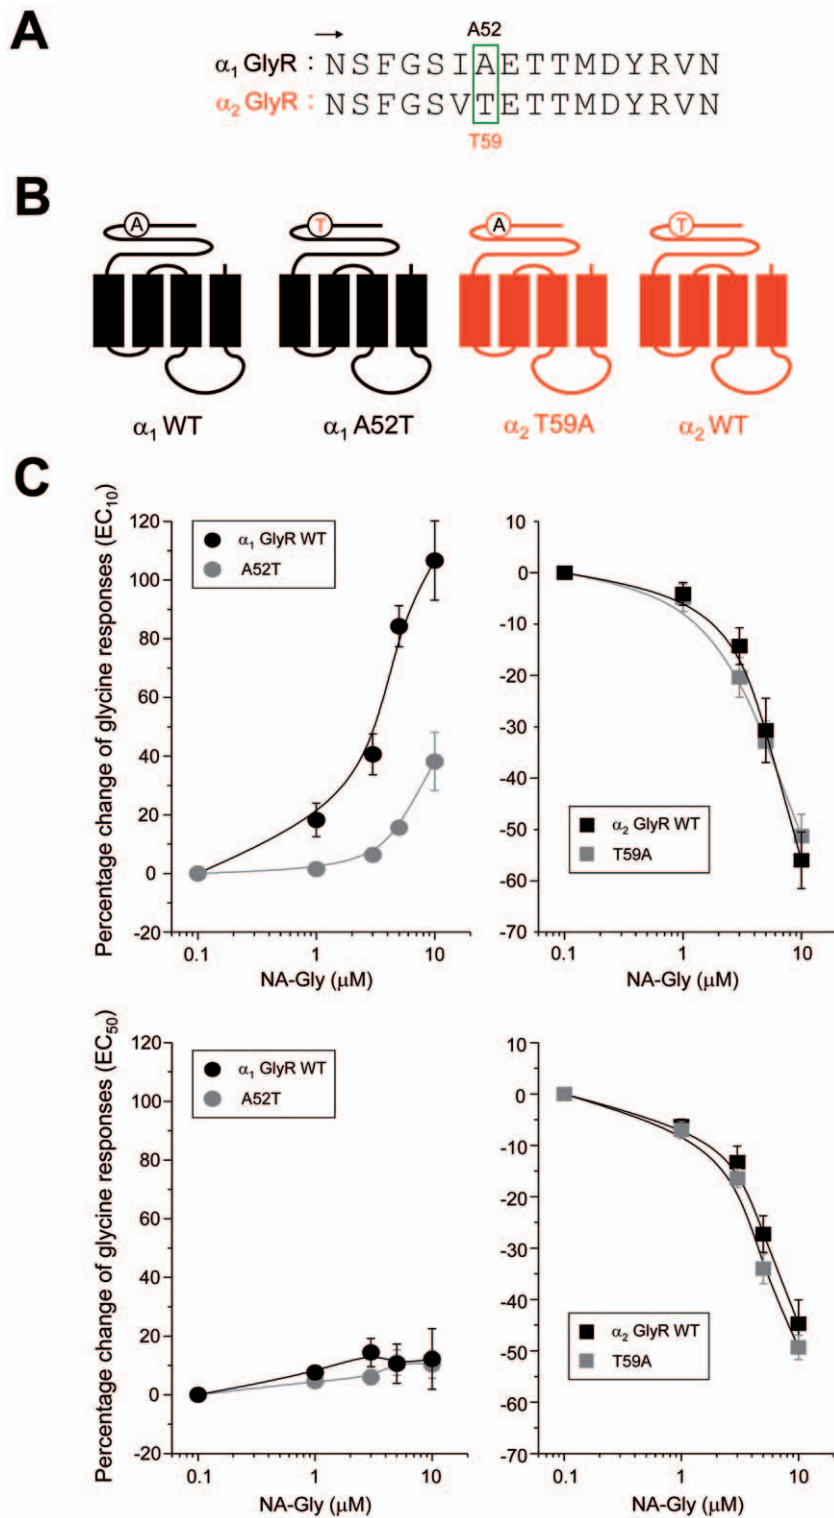 A
A52
α1 GlyR : NSFGSIAETTMDYRVN
α2 GlyR : NSFGSVTETTMDYRVN
T59
B
A T A T
α1 WT α1 A52T α2 T59A α2 WT
C
Percentage change of glycine responses (EC10)
120
100
80
60
40
20
0
-20
α1 GlyR WT
A52T
0.1 1 10
NA-Gly (μM)
10
0
-10
-20
-30
-40
-50
-60
-70
α2 GlyR WT
T59A
0.1 1 10
NA-Gly (μM)
Percentage change of glycine responses (EC50)
120
100
80
60
40
20
0
-20
α1 GlyR WT
A52T
0.1 1 10
NA-Gly (μM)
10
0
-10
-20
-30
-40
-50
-60
-70
α2 GlyR WT
T59A
0.1 1 10
NA-Gly (μM)